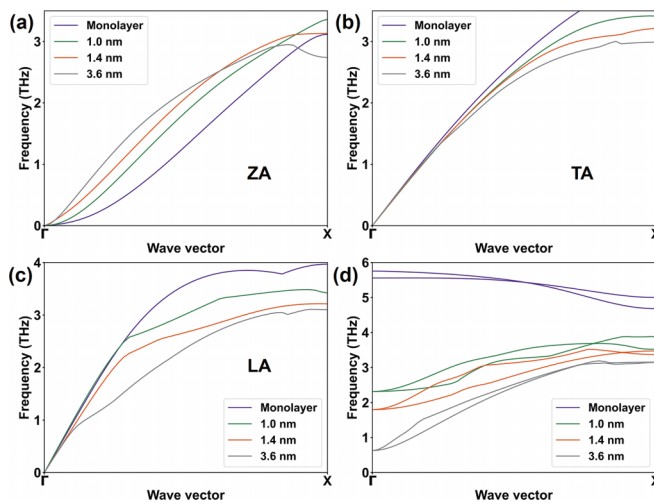 (a)
Monolayer
1.0 nm
1.4 nm
3.6 nm
ZA
Frequency (THz)
3
2
1
0
Γ
X
Wave vector
(b)
Monolayer
1.0 nm
1.4 nm
3.6 nm
TA
Frequency (THz)
3
2
1
0
Γ
X
Wave vector
(c)
LA
Monolayer
1.0 nm
1.4 nm
3.6 nm
Frequency (THz)
4
3
2
1
0
Γ
X
Wave vector
(d)
Monolayer
1.0 nm
1.4 nm
3.6 nm
Frequency (THz)
6
5
4
3
2
1
0
Γ
X
Wave vector